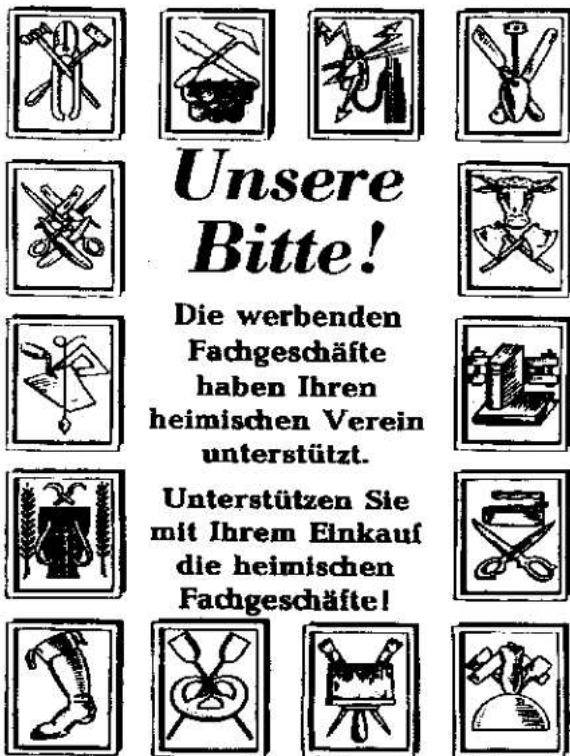 Unsere
Bitte!
Die werbenden
Fachgeschäfte
haben Ihren
heimischen Verein
unterstützt.
Unterstützen Sie
mit Ihrem Einkauf
die heimischen
Fachgeschäfte!